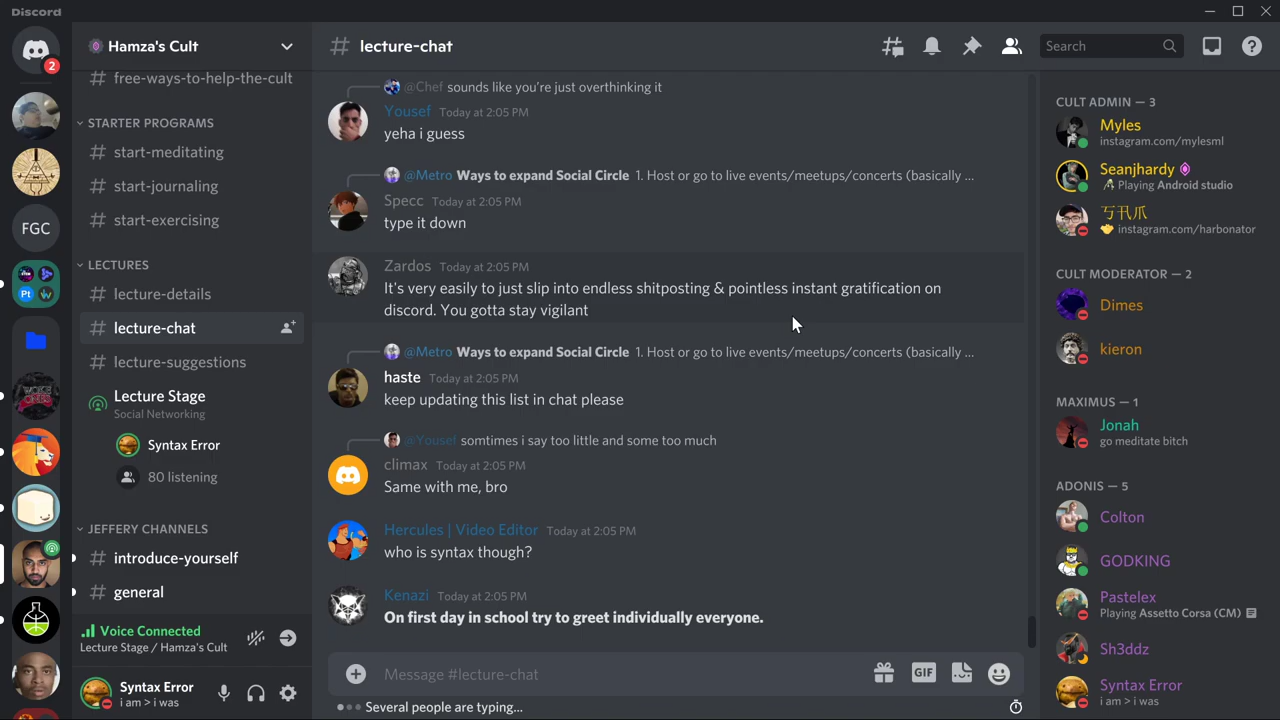 Discord
2
FGC
Hamza's Cult
free-ways-to-help-the-cult
STARTER PROGRAMS
start-meditating
start-journaling
start-exercising
LECTURES
lecture-details
lecture-chat
lecture-suggestions
Lecture Stage
Social Networking
Syntax Error
80 listening
JEFFERY CHANNELS
introduce-yourself
general
Voice Connected
Lecture Stage / Hamza's Cult
Syntax Error
i am > i was
# lecture-chat
Search
@Chef sounds like you're just overthinking it
Yousef Today at 2:05 PM
yeha i guess
@Metro Ways to expand Social Circle 1. Host or go to live events/meetups/concerts (basically ...
Specc Today at 2:05 PM
type it down
Zardos Today at 2:05 PM
It's very easily to just slip into endless shitposting & pointless instant gratification on
discord. You gotta stay vigilant
@Metro Ways to expand Social Circle 1. Host or go to live events/meetups/concerts (basically ...
haste Today at 2:05 PM
keep updating this list in chat please
@Yousef somtimes i say too little and some too much
climax Today at 2:05 PM
Same with me, bro
Hercules | Video Editor Today at 2:05 PM
who is syntax though?
Kenazi Today at 2:05 PM
On first day in school try to greet individually everyone.
Message #lecture-chat
GIF
Several people are typing...
CULT ADMIN — 3
Myles
instagram.com/mylesml
Seanjhardy
Playing Android studio
instagram.com/harbonator
CULT MODERATOR — 2
Dimes
kieron
MAXIMUS — 1
Jonah
go meditate bitch
ADONIS — 5
Colton
GODKING
Pastelex
Playing Assetto Corsa (CM)
Sh3ddz
Syntax Error
i am > i was